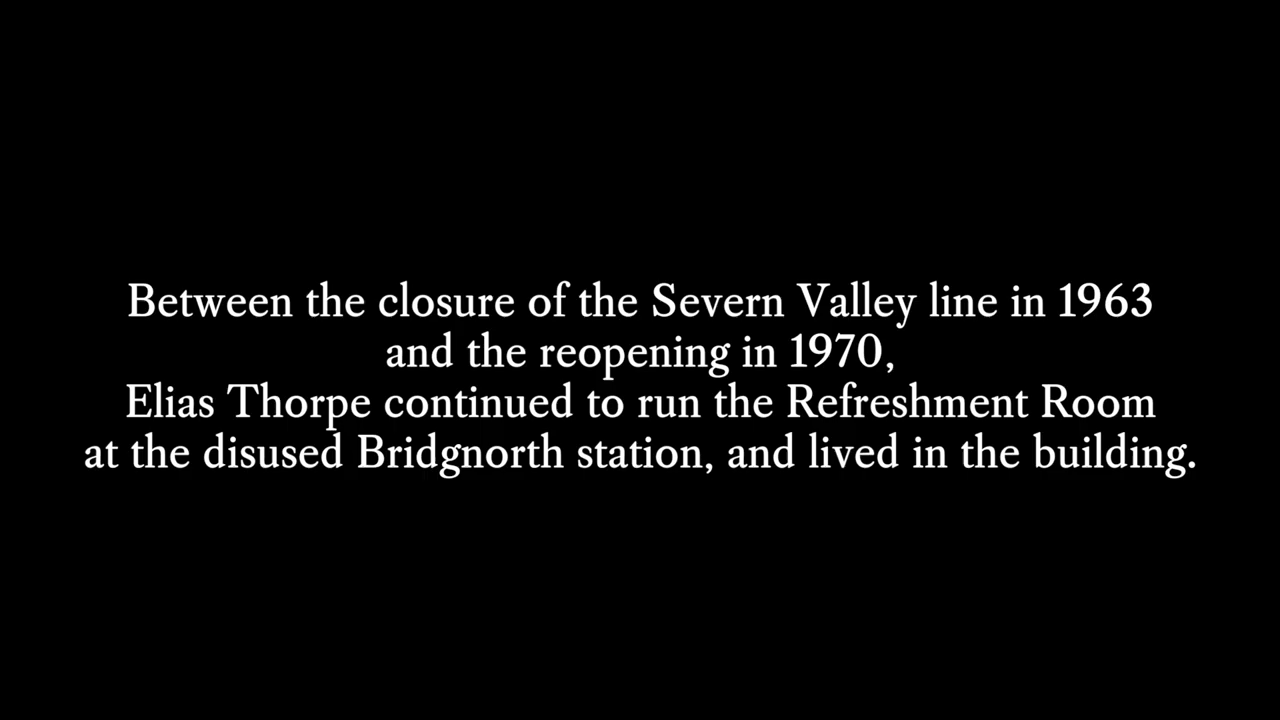 Between the closure of the Severn Valley line in 1963
and the reopening in 1970,
Elias Thorpe continued to run the Refreshment Room
at the disused Bridgnorth station, and lived in the building.